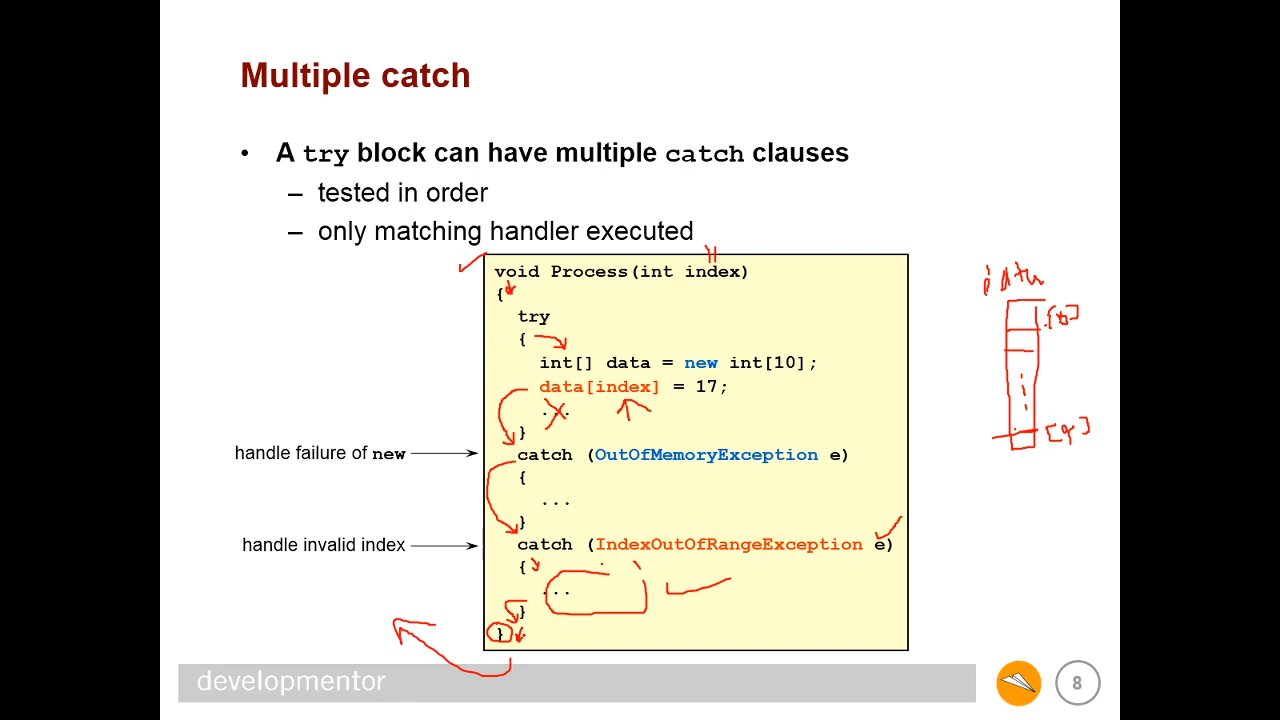 Multiple catch
• A try block can have multiple catch clauses
– tested in order
– only matching handler executed
void Process(int index)
{
try
{
int[] data = new int[10];
data[index] = 17;
...
}
handle failure of new
catch (OutOfMemoryException e)
{
...
}
handle invalid index
catch (IndexOutOfRangeException e)
{
...
}
}
data
developmentor
8